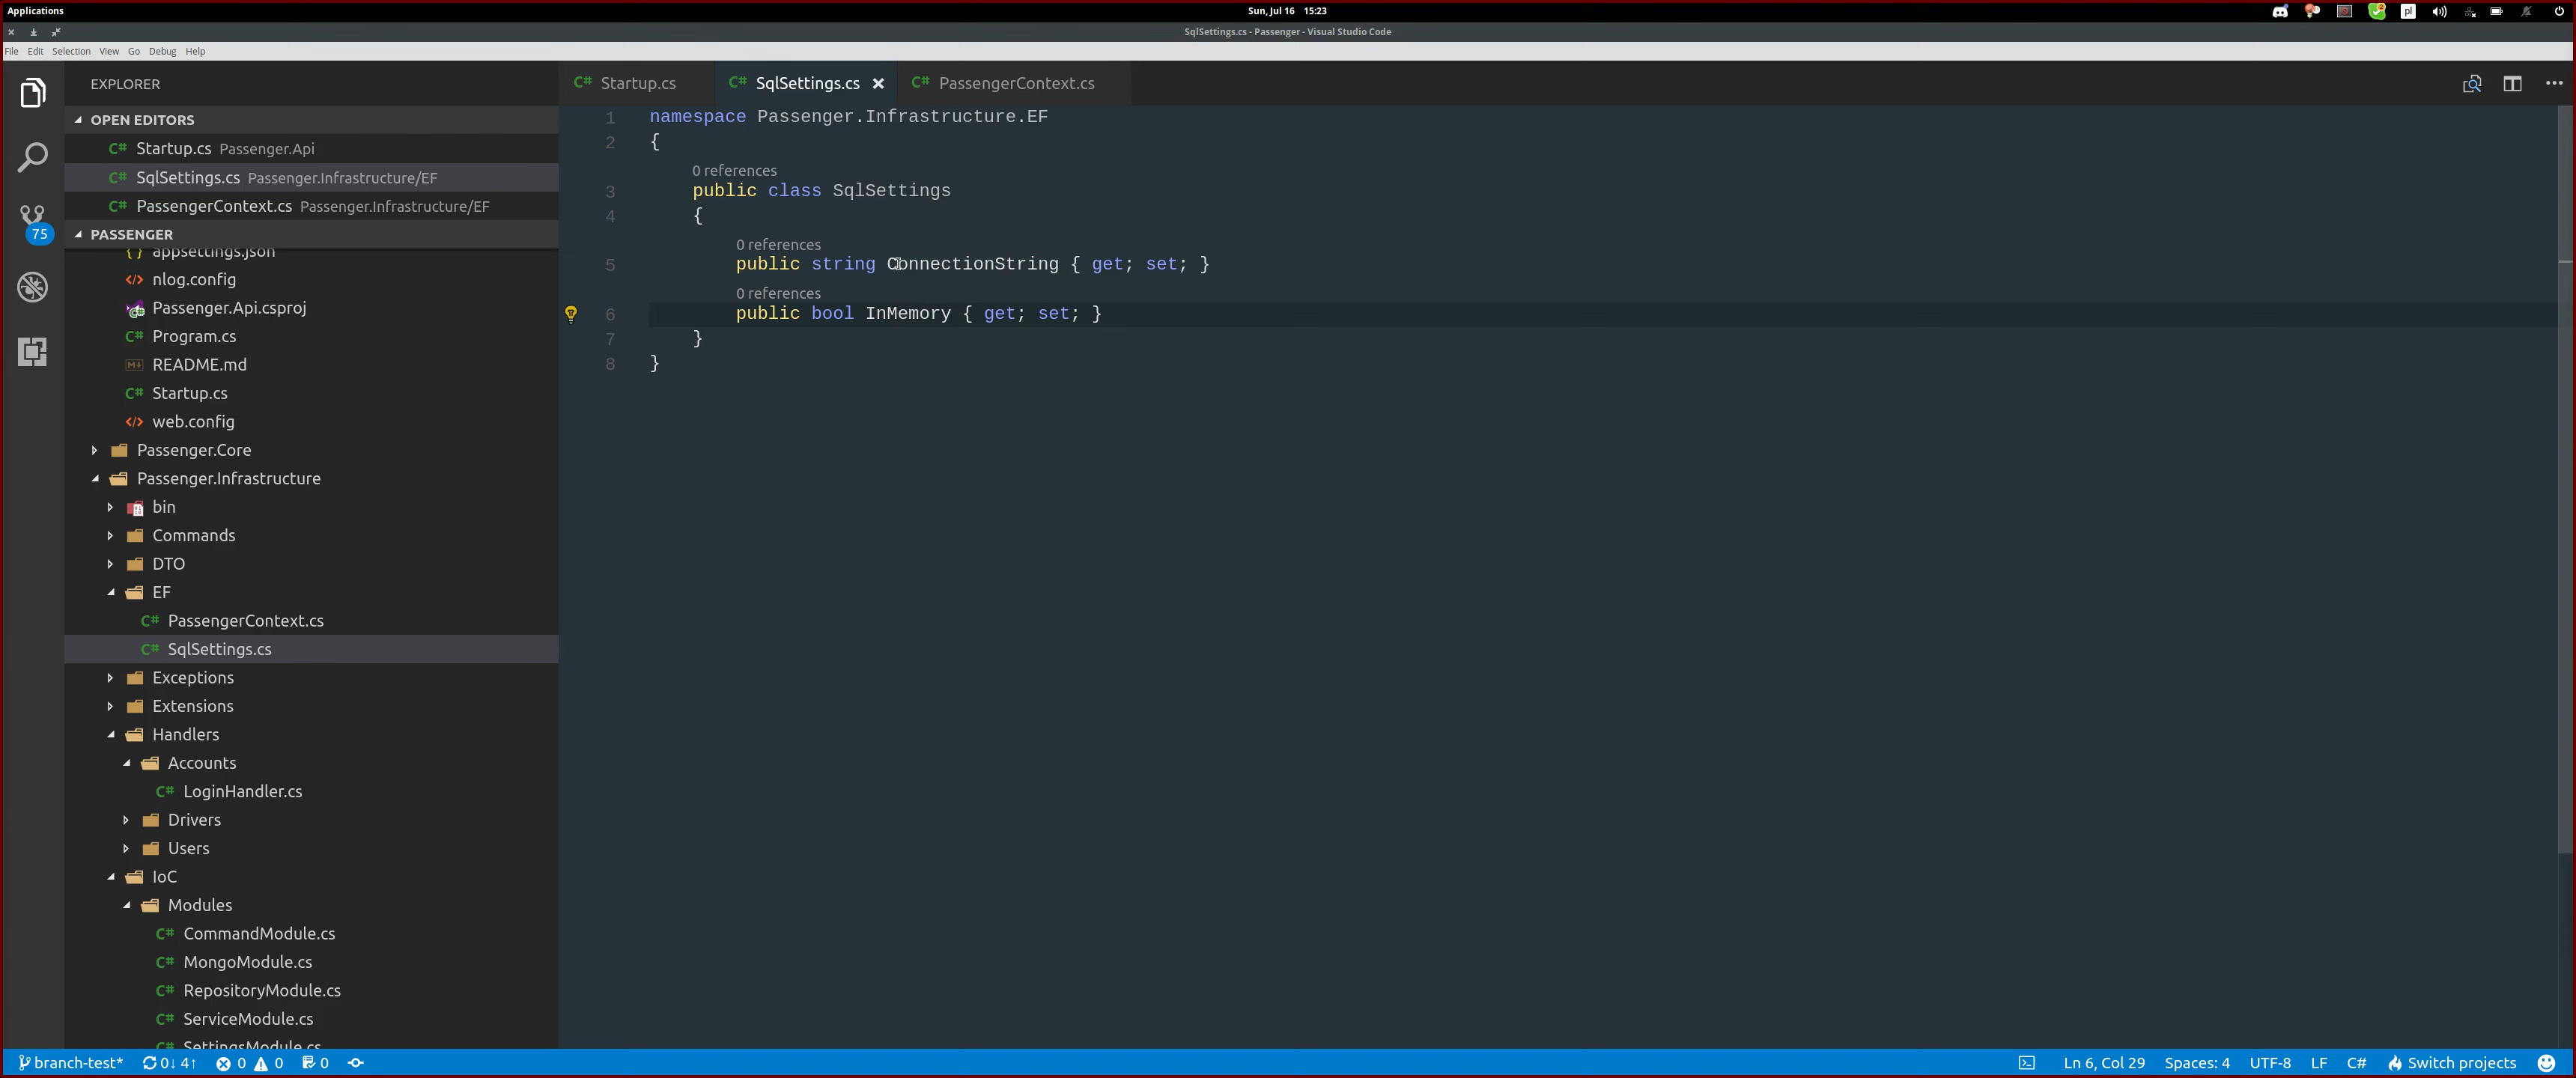 Applications
Sun, Jul 16 15:23
pl
SqlSettings.cs - Passenger - Visual Studio Code
File Edit Selection View Go Debug Help
EXPLORER
OPEN EDITORS
C# Startup.cs Passenger.Api
C# SqlSettings.cs Passenger.Infrastructure/EF
C# PassengerContext.cs Passenger.Infrastructure/EF
75
PASSENGER
{ } appsettings.json
</> nlog.config
Passenger.Api.csproj
C# Program.cs
README.md
C# Startup.cs
</> web.config
Passenger.Core
Passenger.Infrastructure
bin
Commands
DTO
EF
C# PassengerContext.cs
C# SqlSettings.cs
Exceptions
Extensions
Handlers
Accounts
C# LoginHandler.cs
Drivers
Users
IoC
Modules
C# CommandModule.cs
C# MongoModule.cs
C# RepositoryModule.cs
C# ServiceModule.cs
SettingsModule.cs
C# Startup.cs
C# SqlSettings.cs
C# PassengerContext.cs
1 namespace Passenger.Infrastructure.EF
2 {
0 references
3 public class SqlSettings
4 {
0 references
5 public string ConnectionString { get; set; }
0 references
6 public bool InMemory { get; set; }
7 }
8 }
branch-test* 0↓ 4↑ 0 0 0
Ln 6, Col 29 Spaces: 4 UTF-8 LF C# Switch projects